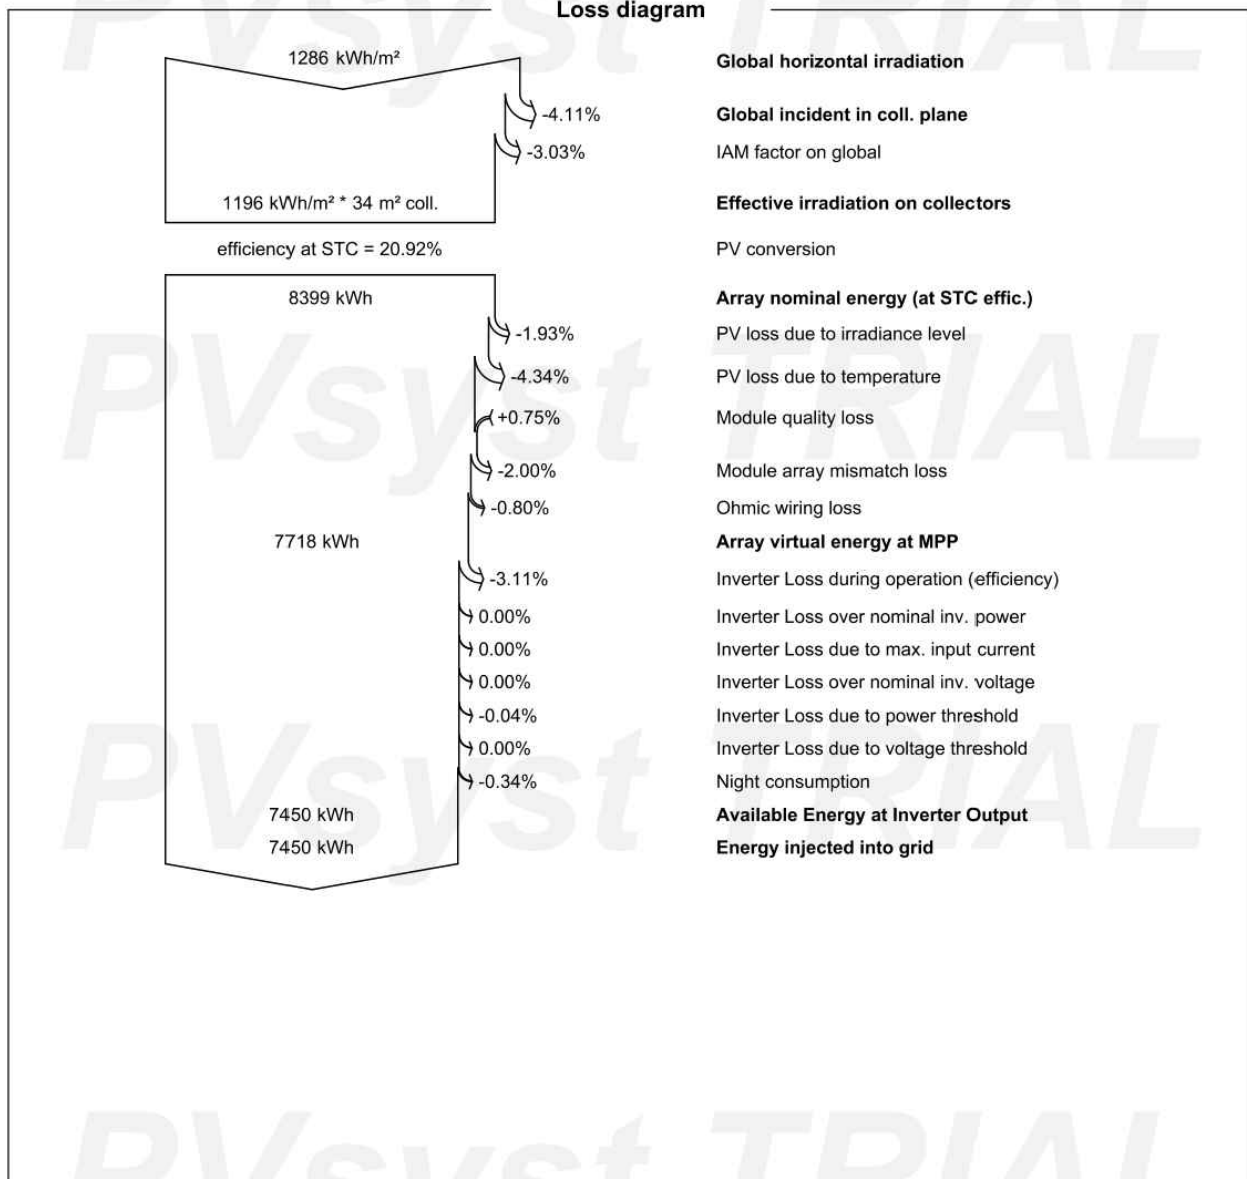 Loss diagram
1286 kWh/m² Global horizontal irradiation
-4.11% Global incident in coll. plane
-3.03% IAM factor on global
1196 kWh/m² * 34 m² coll. Effective irradiation on collectors
efficiency at STC = 20.92% PV conversion
8399 kWh Array nominal energy (at STC effic.)
-1.93% PV loss due to irradiance level
-4.34% PV loss due to temperature
+0.75% Module quality loss
-2.00% Module array mismatch loss
-0.80% Ohmic wiring loss
7718 kWh Array virtual energy at MPP
-3.11% Inverter Loss during operation (efficiency)
0.00% Inverter Loss over nominal inv. power
0.00% Inverter Loss due to max. input current
0.00% Inverter Loss over nominal inv. voltage
-0.04% Inverter Loss due to power threshold
0.00% Inverter Loss due to voltage threshold
-0.34% Night consumption
7450 kWh Available Energy at Inverter Output
7450 kWh Energy injected into grid
PVsyst TRIAL
PVsyst TRIAL
PVsyst TRIAL
PVsyst TRIAL